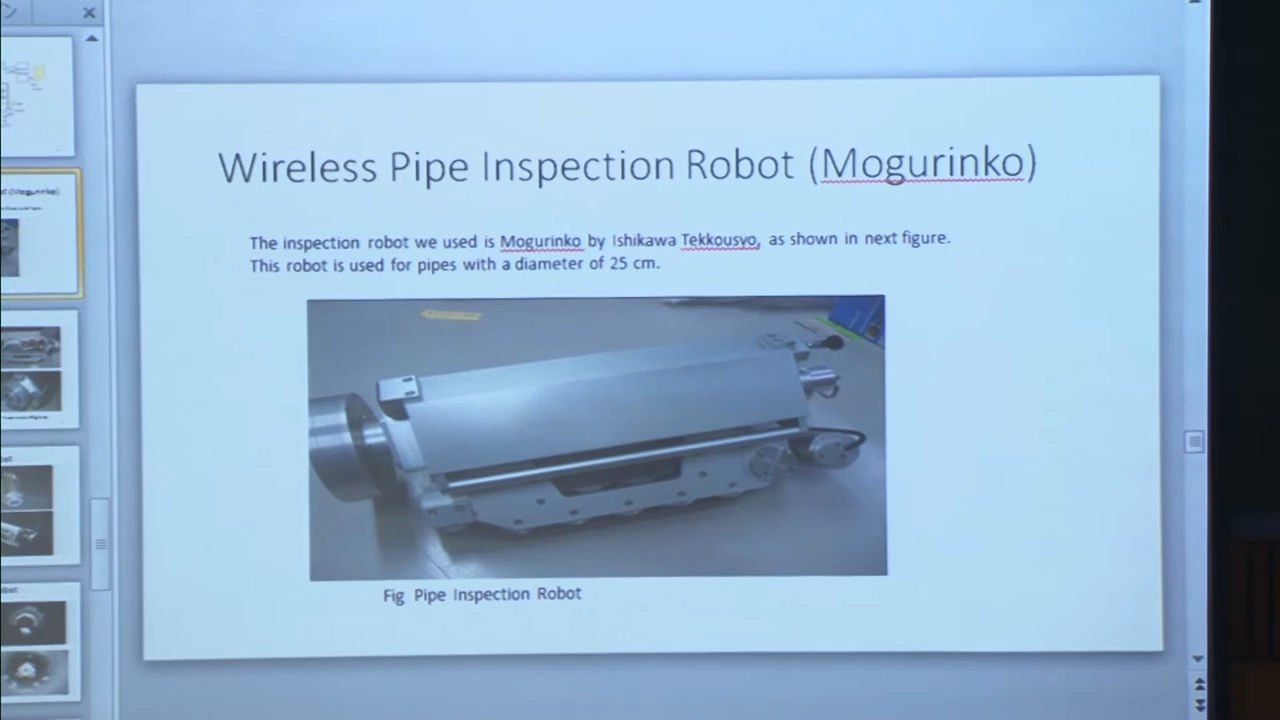 Wireless Pipe Inspection Robot (Mogurinko)
The inspection robot we used is Mogurinko by Ishikawa Tekkousyo, as shown in next figure.
This robot is used for pipes with a diameter of 25 cm.
Fig Pipe Inspection Robot